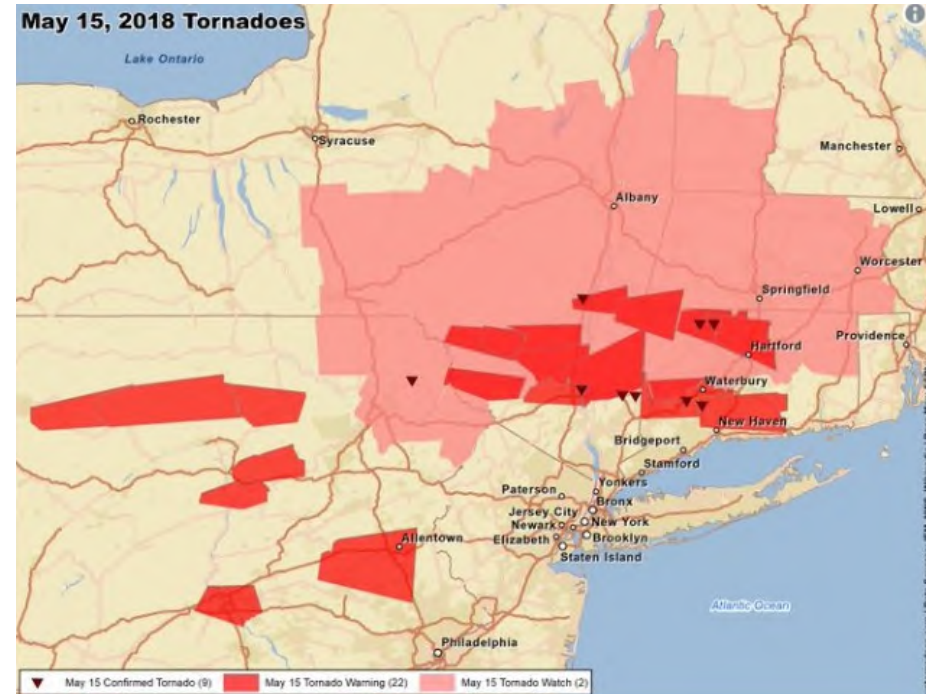 May 15, 2018 Tornadoes
i
Lake Ontario
Rochester
Syracuse
Manchester
Albany
Lowell
Worcester
Springfield
Providence
Hartford
Waterbury
New Haven
Bridgeport
Stamford
Paterson
Yonkers
Bronx
Jersey City
New York
Newark
Brooklyn
Elizabeth
Staten Island
Allentown
Atlantic Ocean
Philadelphia
May 15 Confirmed Tornado (9) May 15 Tornado Warning (22) May 15 Tornado Watch (2)